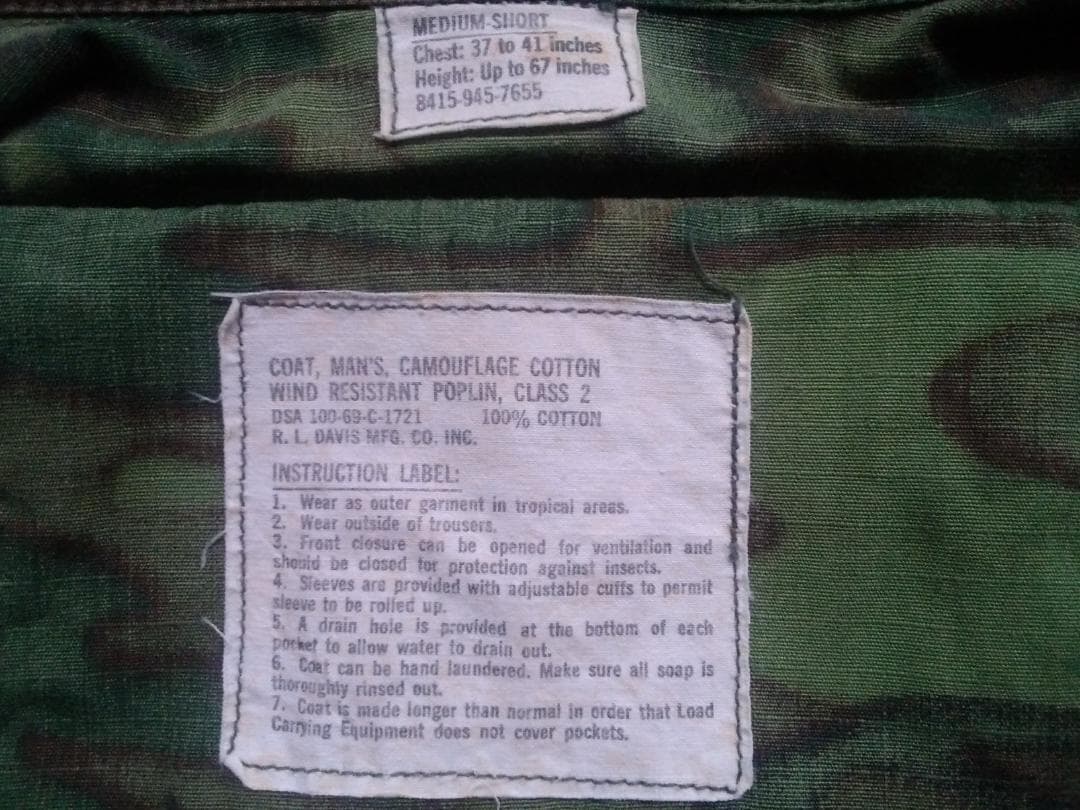 MEDIUM-SHORT
Chest: 37 to 41 inches
Height: Up to 67 inches
8415-945-7655
COAT, MAN'S, CAMOUFLAGE COTTON
WIND RESISTANT POPLIN, CLASS 2
DSA 100-69-C-1721 100% COTTON
R. L. DAVIS MFG. CO. INC.
INSTRUCTION LABEL:
1. Wear as outer garment in tropical areas.
2. Wear outside of trousers.
3. Front closure can be opened for ventilation and
should be closed for protection against insects.
4. Sleeves are provided with adjustable cuffs to permit
sleeve to be rolled up.
5. A drain hole is provided at the bottom of each
pocket to allow water to drain out.
6. Coat can be hand laundered. Make sure all soap is
thoroughly rinsed out.
7. Coat is made longer than normal in order that Load
Carrying Equipment does not cover pockets.